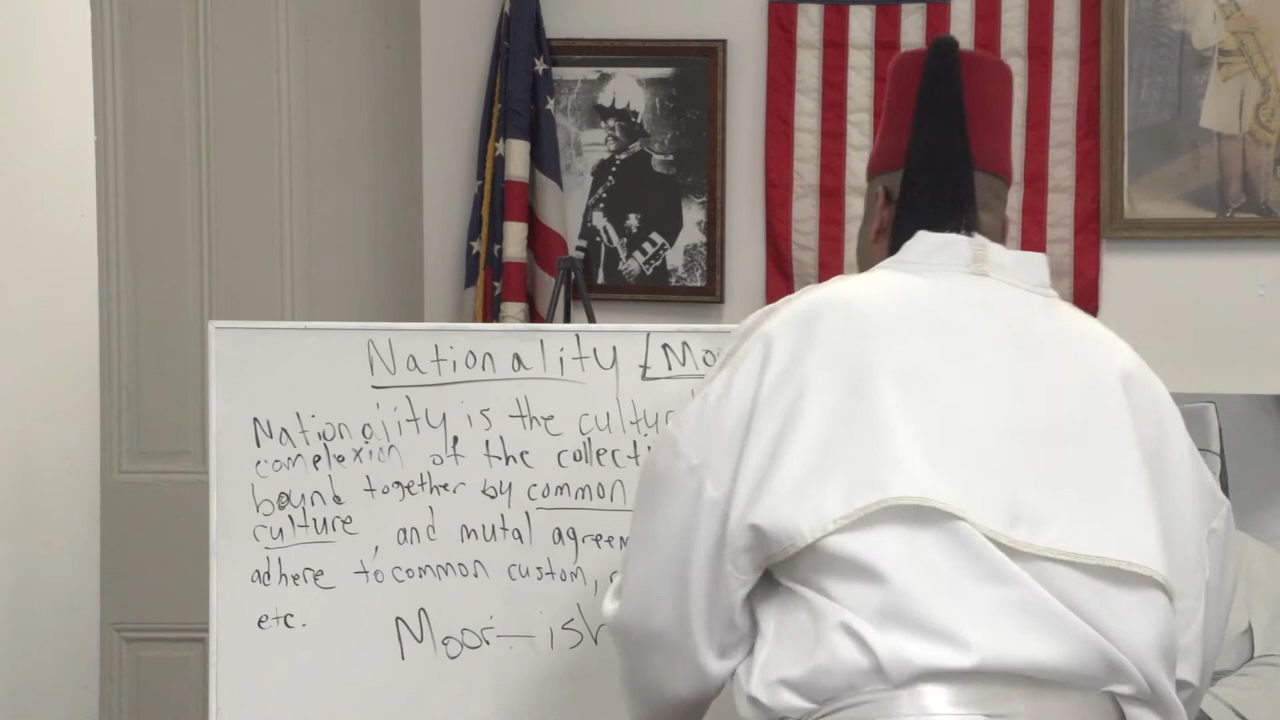 Nationality [Mo
Nationality is the cultur
complexion of the collecti
bound together by common
culture, and mutal agreem
adhere to common custom,
etc.
Moor-ish